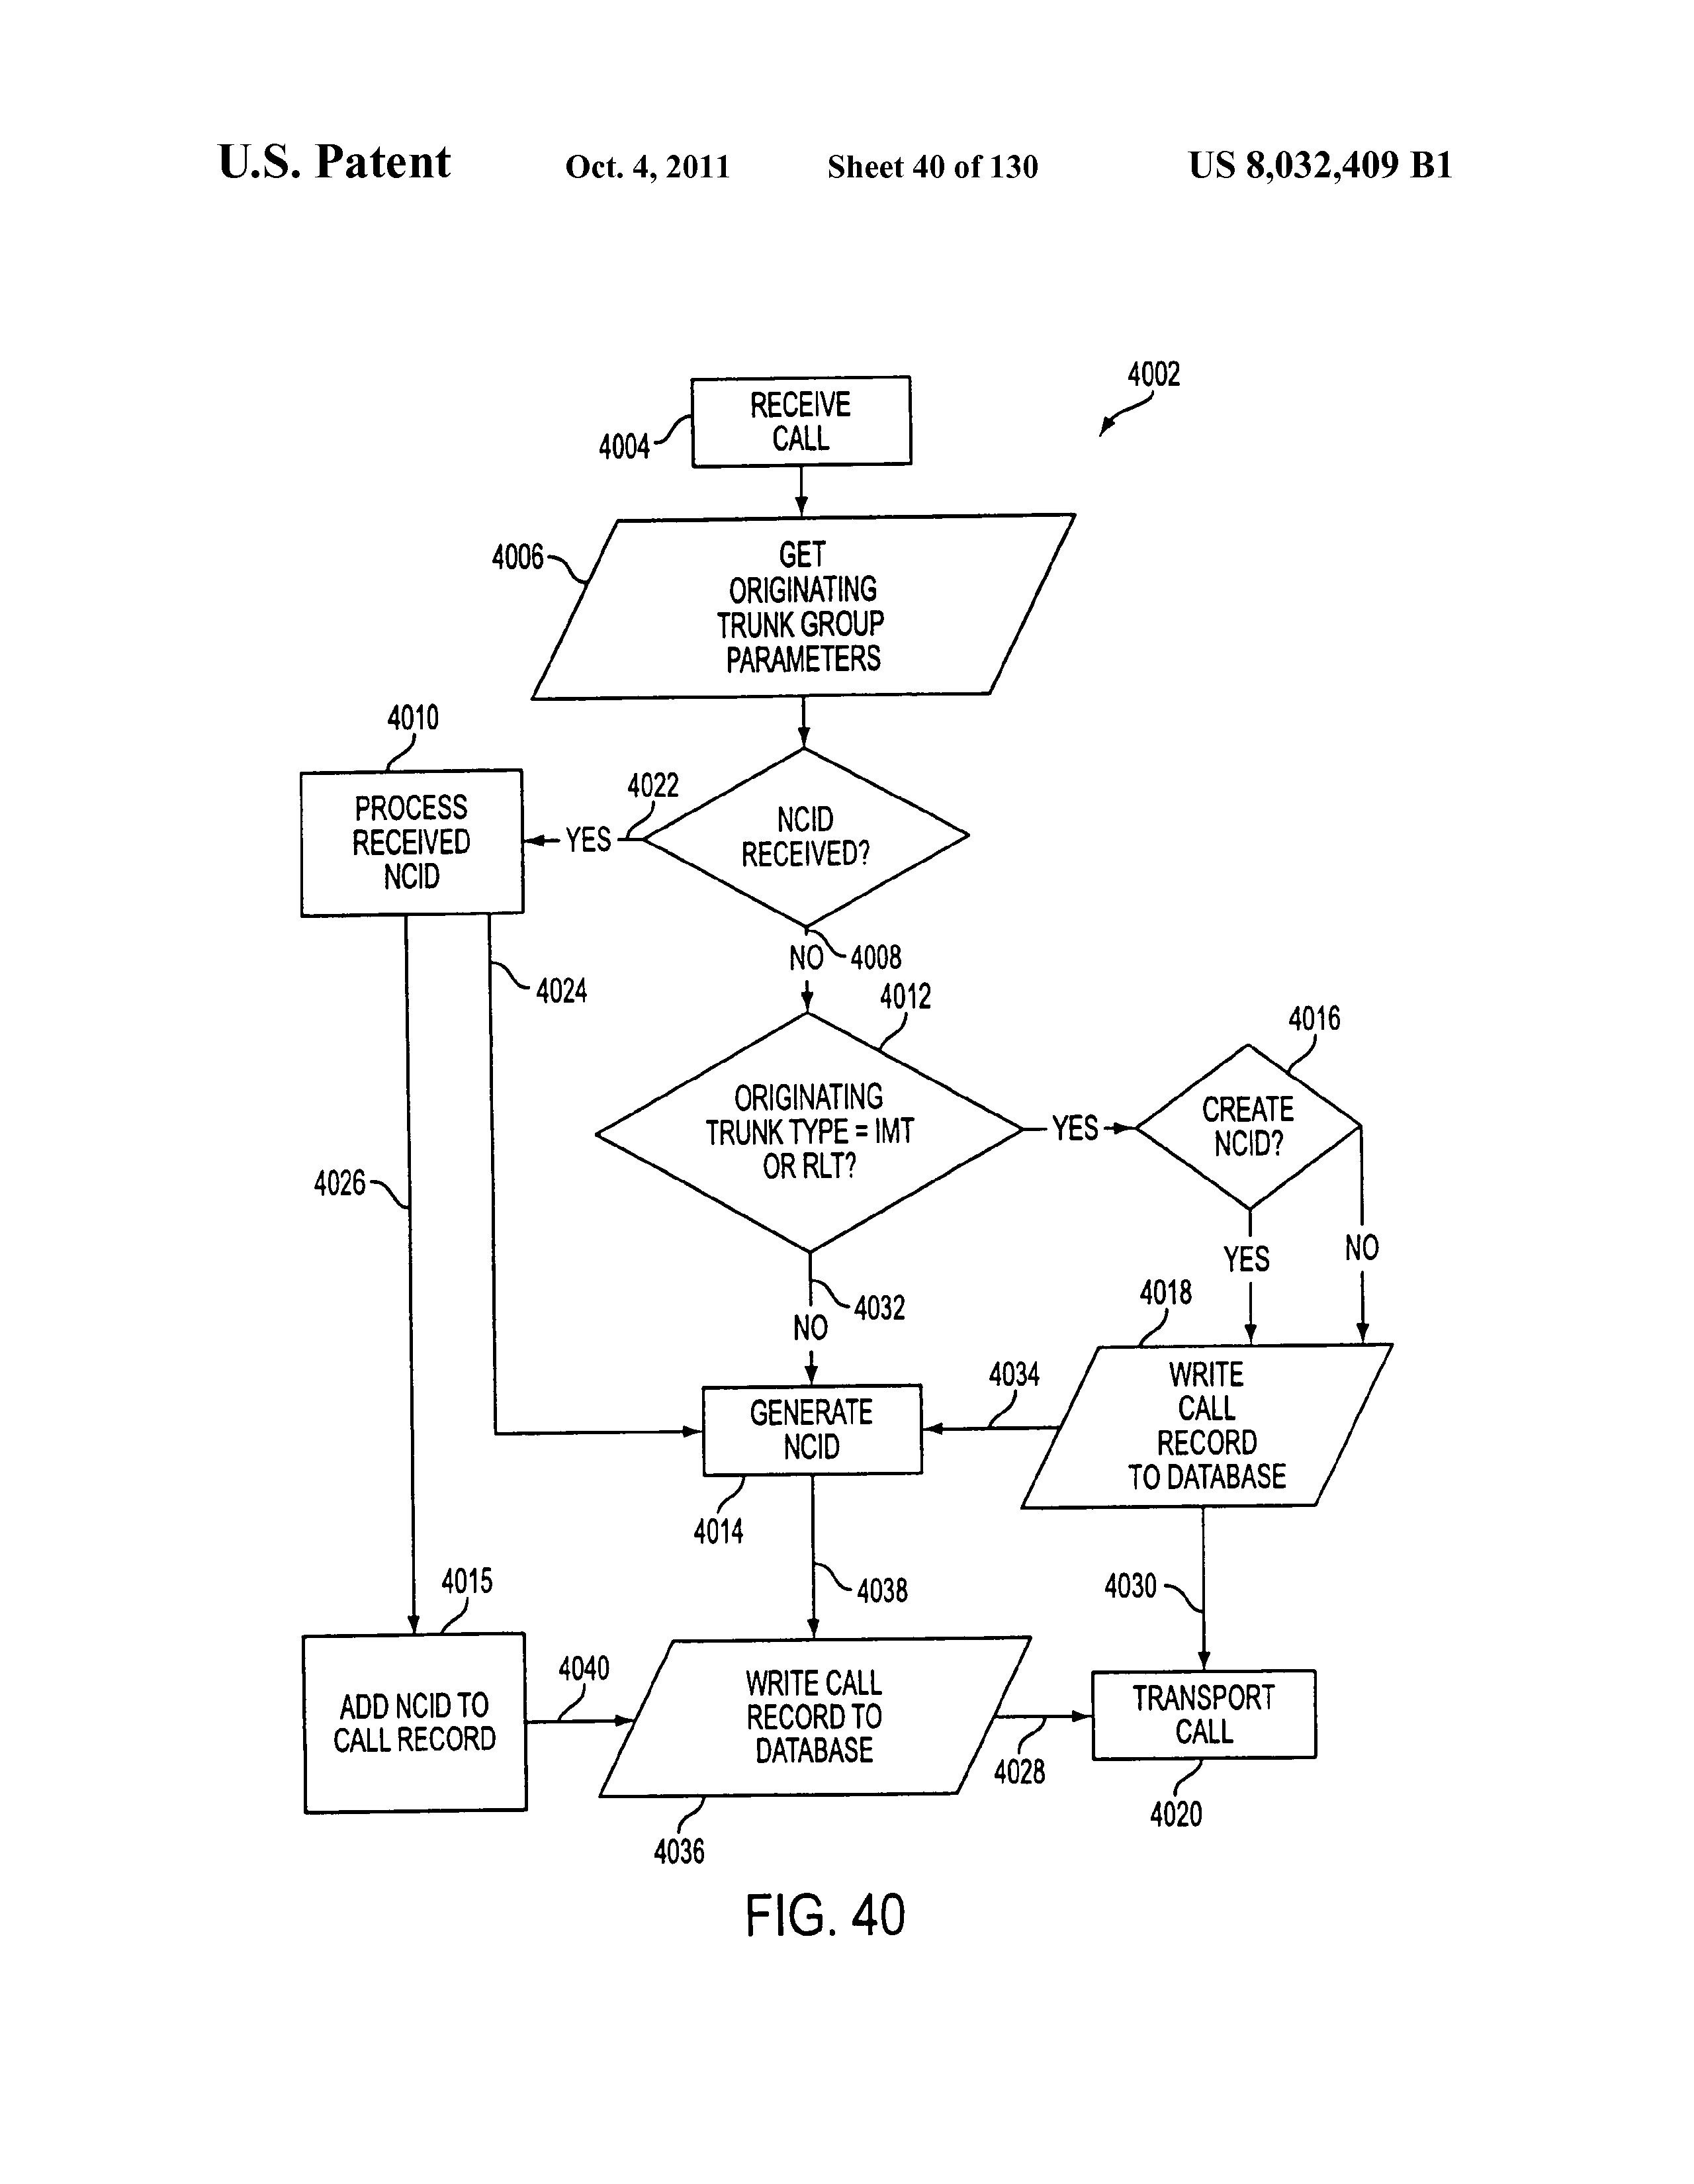 U.S. Patent Oct. 4, 2011 Sheet 40 of 130 US 8,032,409 B1
4002
RECEIVE
CALL
4004
4006
GET
ORIGINATING
TRUNK GROUP
PARAMETERS
4010
PROCESS
RECEIVED
NCID
4022
YES
NCID
RECEIVED?
NO
4008
4024
4012
4016
ORIGINATING
TRUNK TYPE = IMT
OR RLT?
YES
CREATE
NCID?
4026
YES
NO
4032
NO
4018
WRITE
CALL
RECORD
TO DATABASE
4034
GENERATE
NCID
4014
4038
4030
4015
ADD NCID TO
CALL RECORD
4040
WRITE CALL
RECORD TO
DATABASE
4028
TRANSPORT
CALL
4020
4036
FIG. 40